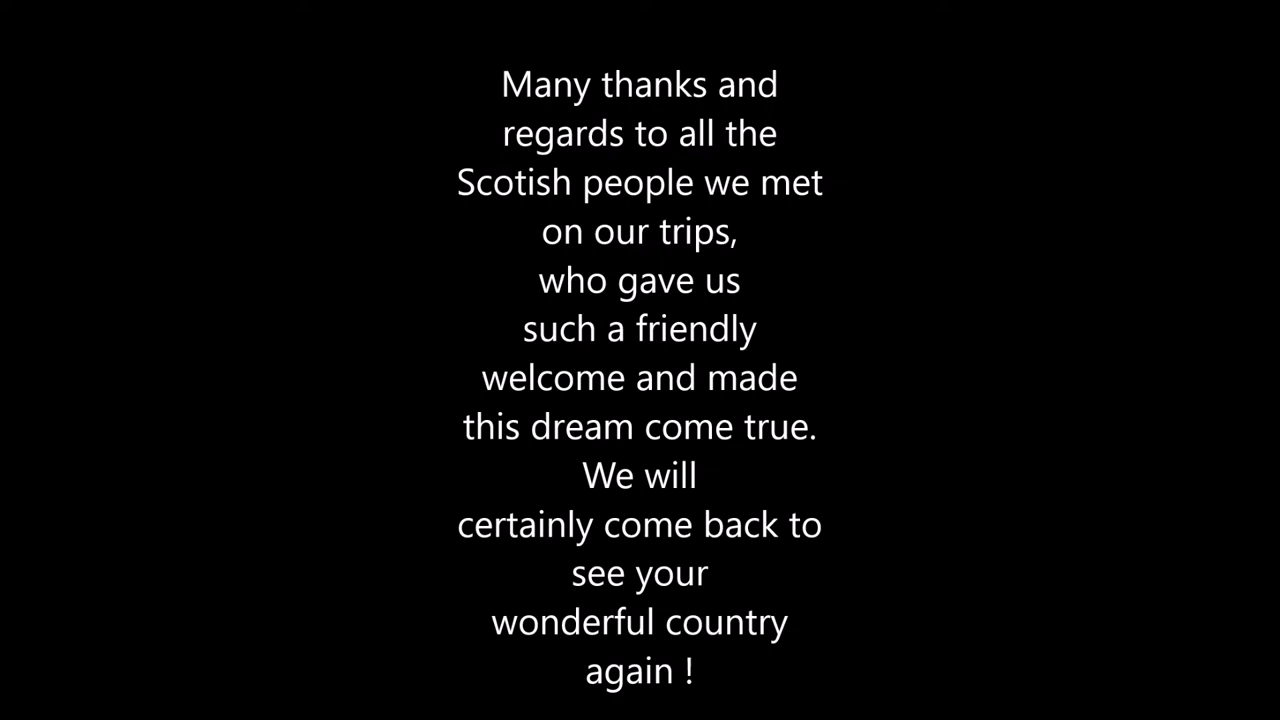 Many thanks and
regards to all the
Scotish people we met
on our trips,
who gave us
such a friendly
welcome and made
this dream come true.
We will
certainly come back to
see your
wonderful country
again !